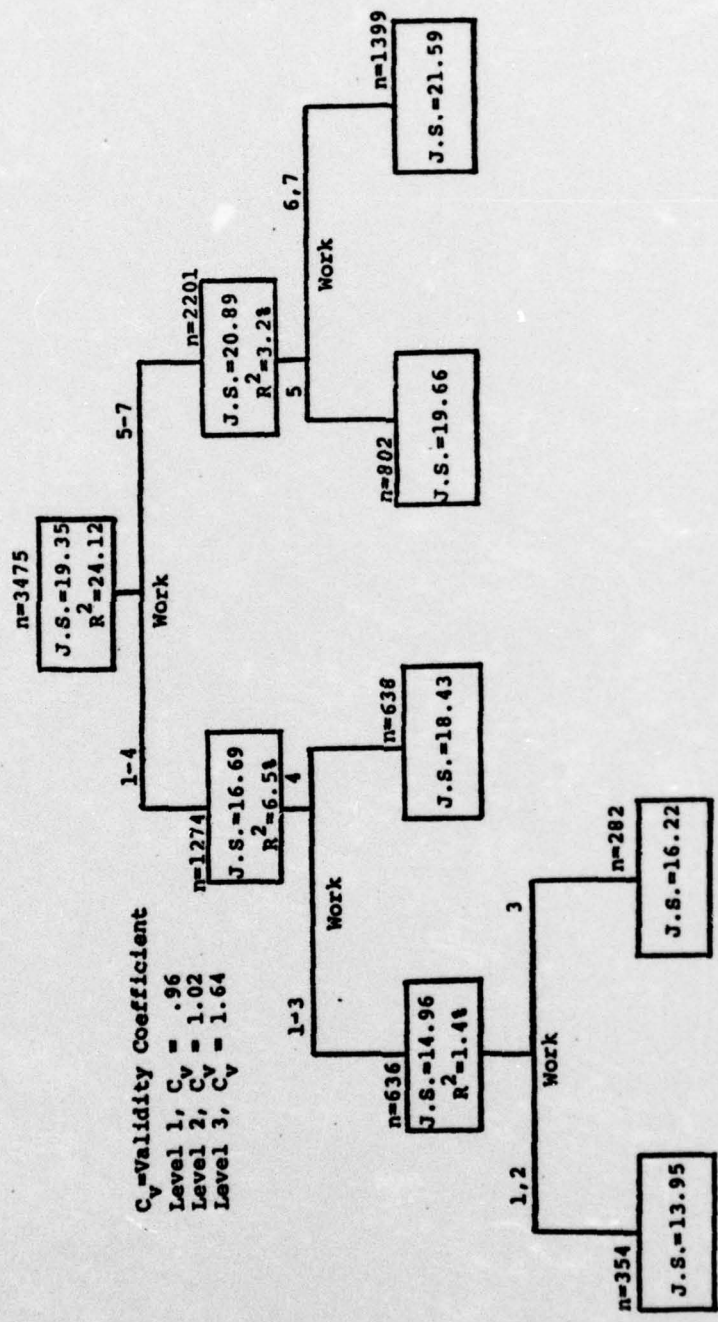 n=3475
J.S.=19.35
R²=24.12
1-4
Work
5-7
n=1274
J.S.=16.69
R²=6.5%
n=2201
J.S.=20.89
R²=3.2%
1-3
Work
4
5
Work
6,7
n=636
J.S.=14.96
R²=1.4%
n=638
J.S.=18.43
n=802
J.S.=19.66
n=1399
J.S.=21.59
1,2
Work
3
n=354
J.S.=13.95
n=282
J.S.=16.22
Cᵥ=Validity Coefficient
Level 1, Cᵥ = .96
Level 2, Cᵥ = 1.02
Level 3, Cᵥ = 1.64